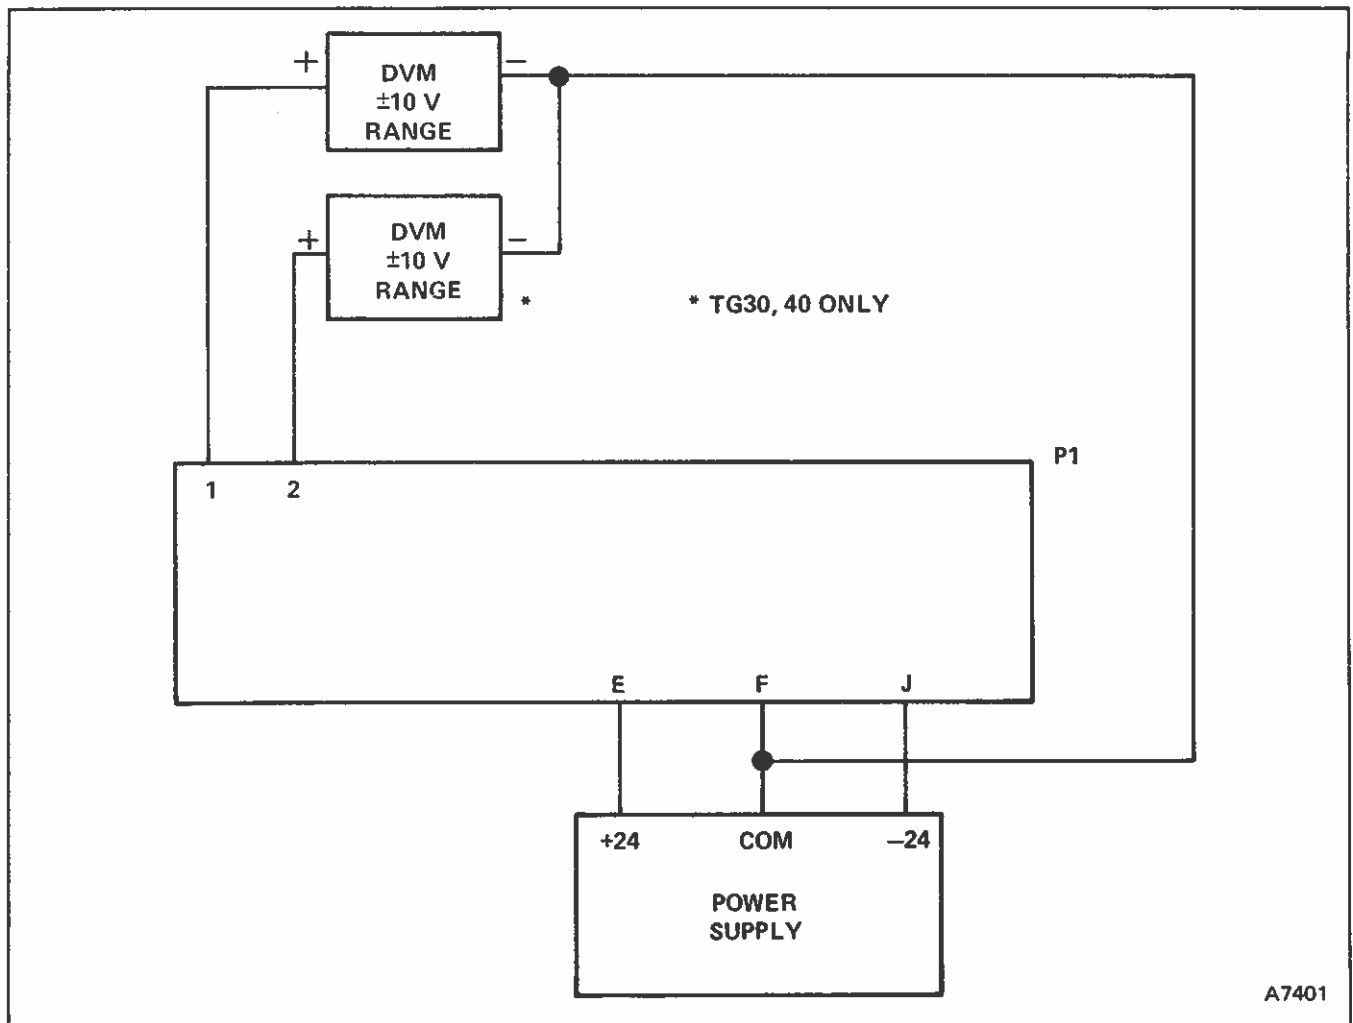 +
DVM
±10 V
RANGE
−
+
DVM
±10 V
RANGE
−
*
* TG30, 40 ONLY
P1
1 2
E F J
+24 COM −24
POWER
SUPPLY
A7401